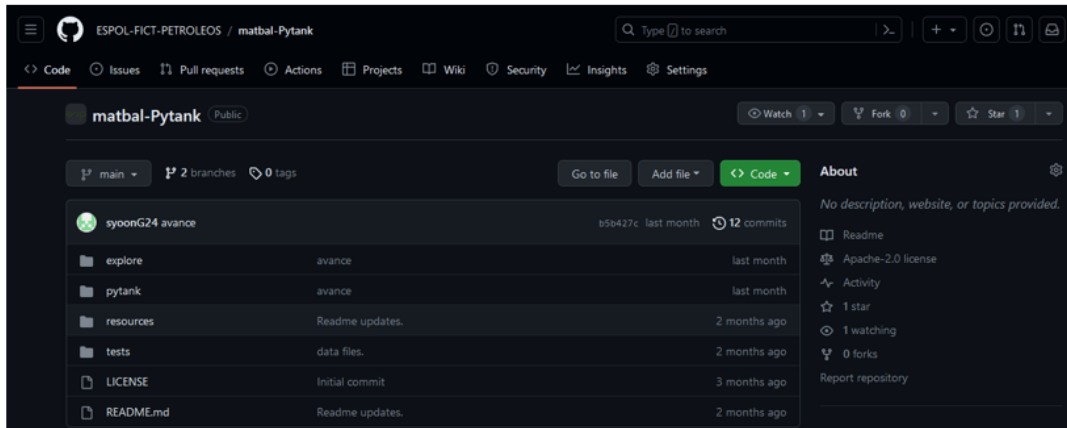 ESPOL-FICT-PETROLEOS / matbal-Pytank
Type / to search
Code Issues Pull requests Actions Projects Wiki Security Insights Settings
matbal-Pytank Public
Watch 1 Fork 0 Star 1
main 2 branches 0 tags Go to file Add file Code
syoonG24 avance b5b427c last month 12 commits
explore avance last month
pytank avance last month
resources Readme updates. 2 months ago
tests data files. 2 months ago
LICENSE Initial commit 3 months ago
README.md Readme updates. 2 months ago
About
No description, website, or topics provided.
Readme
Apache-2.0 license
Activity
1 star
1 watching
0 forks
Report repository